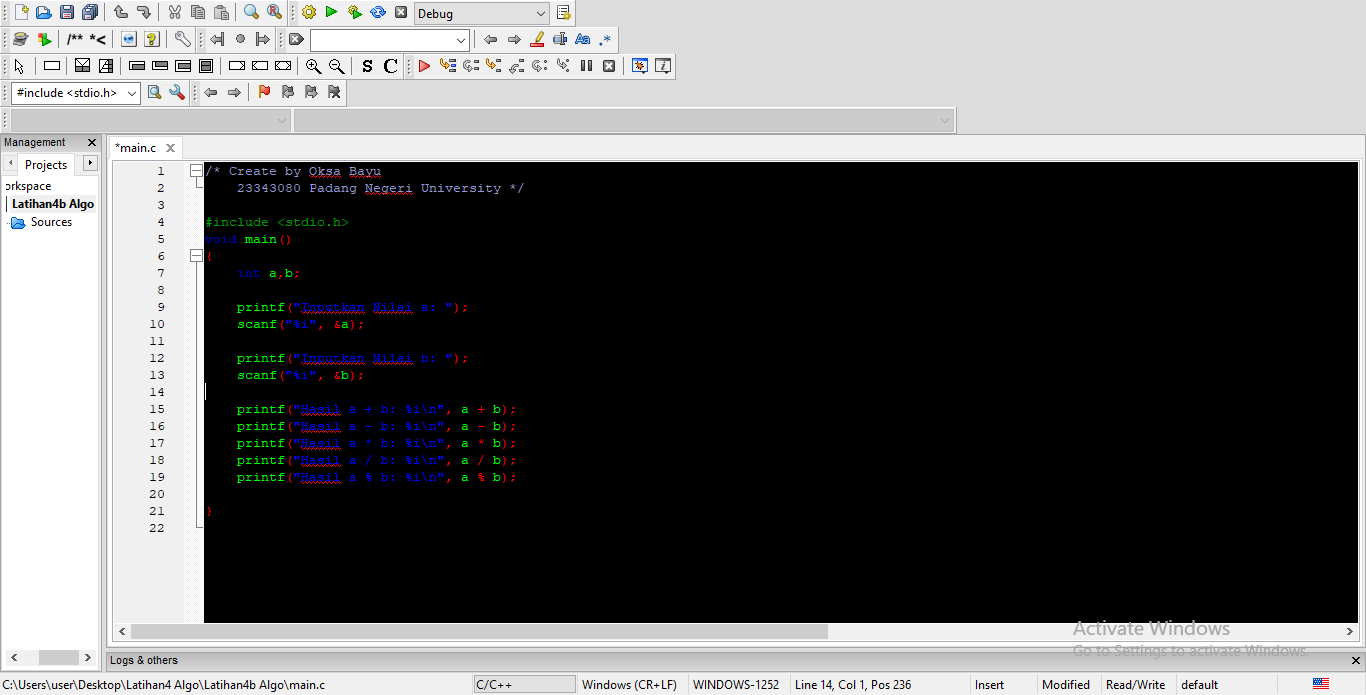 Debug
/** *<
S C
Aa .*
#include <stdio.h>
Management
Projects
orkspace
Latihan4b Algo
Sources
*main.c
1 /* Create by Oksa Bayu
2 23343080 Padang Negeri University */
3
4 #include <stdio.h>
5 void main()
6 {
7 int a,b;
8
9 printf("Inputkan Nilai a: ");
10 scanf("%i", &a);
11
12 printf("Inputkan Nilai b: ");
13 scanf("%i", &b);
14
15 printf("Hasil a + b: %i\n", a + b);
16 printf("Hasil a - b: %i\n", a - b);
17 printf("Hasil a * b: %i\n", a * b);
18 printf("Hasil a / b: %i\n", a / b);
19 printf("Hasil a % b: %i\n", a % b);
20
21 }
22
Activate Windows
Go to Settings to activate Windows.
Logs & others
C:\Users\user\Desktop\Latihan4 Algo\Latihan4b Algo\main.c C/C++ Windows (CR+LF) WINDOWS-1252 Line 14, Col 1, Pos 236 Insert Modified Read/Write default